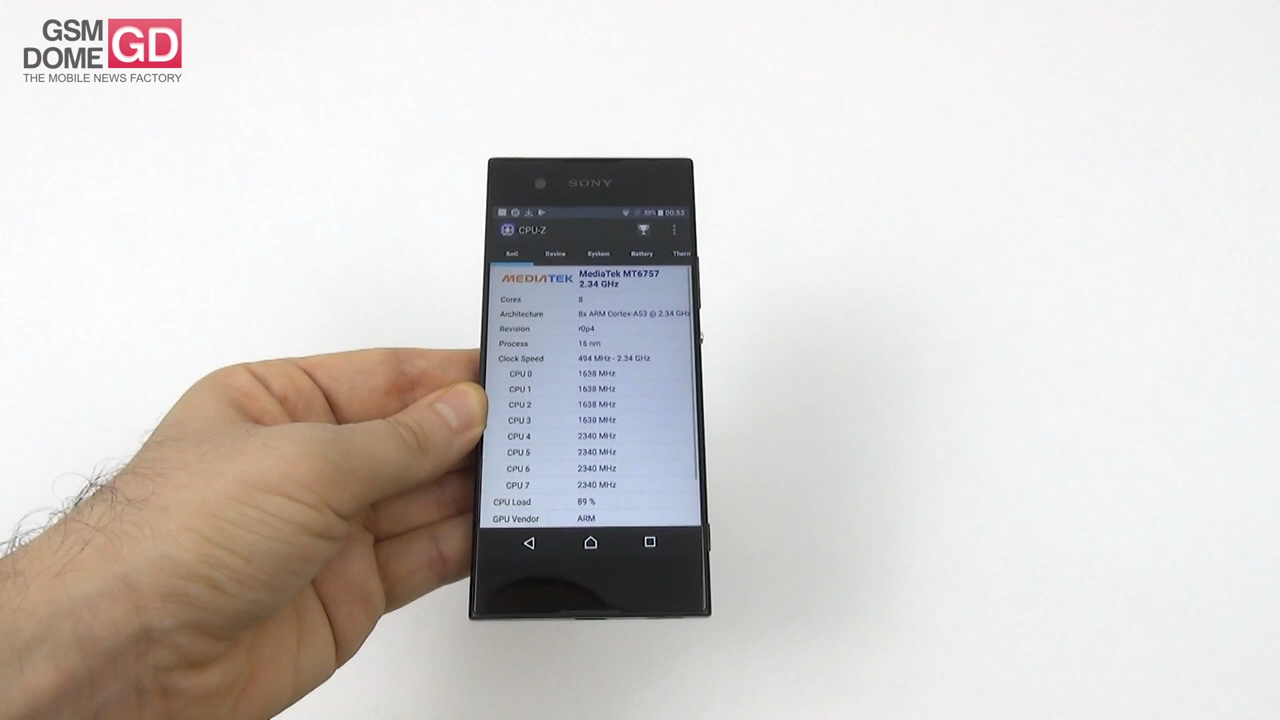 GSM
DOME GD
THE MOBILE NEWS FACTORY
SONY
00:53
CPU-Z
SoC Device System Battery Therm
MEDIATEK MediaTek MT6757
2.34 GHz
Cores 8
Architecture 8x ARM Cortex-A53 @ 2.34 GHz
Revision r0p4
Process 16 nm
Clock Speed 494 MHz - 2.34 GHz
CPU 0 1638 MHz
CPU 1 1638 MHz
CPU 2 1638 MHz
CPU 3 1638 MHz
CPU 4 2340 MHz
CPU 5 2340 MHz
CPU 6 2340 MHz
CPU 7 2340 MHz
CPU Load 89 %
GPU Vendor ARM